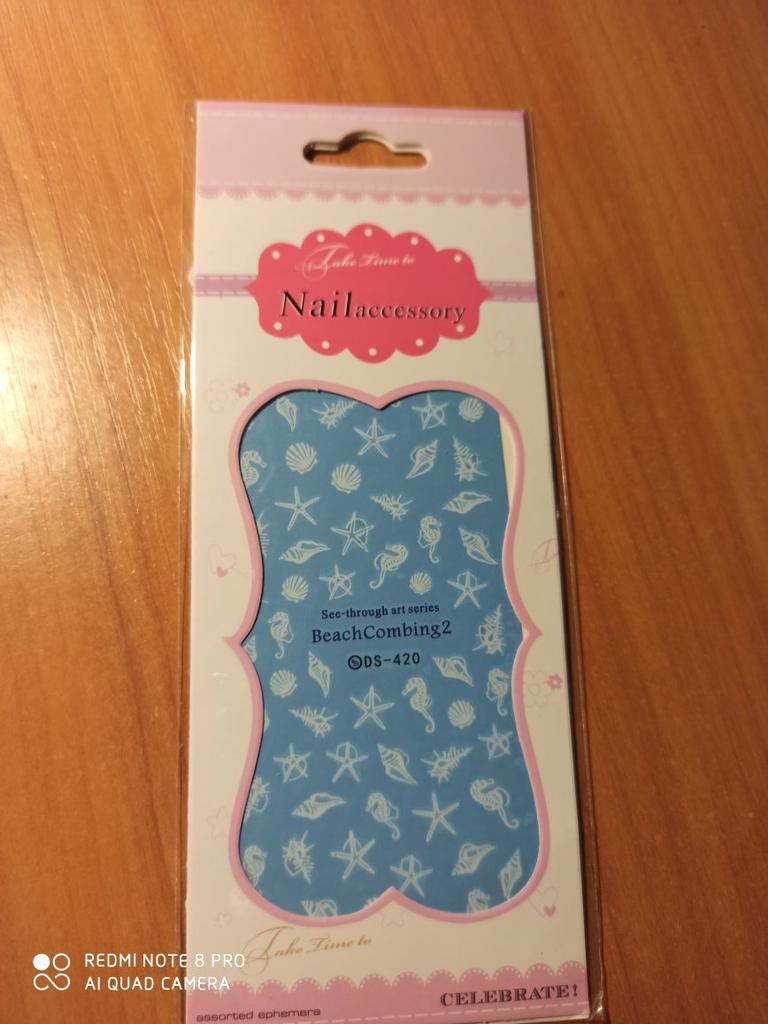 Take Time to
Nail accessory
See-through art series
BeachCombing2
DS-420
Take Time to
CELEBRATE!
assorted ephemera
REDMI NOTE 8 PRO
AI QUAD CAMERA